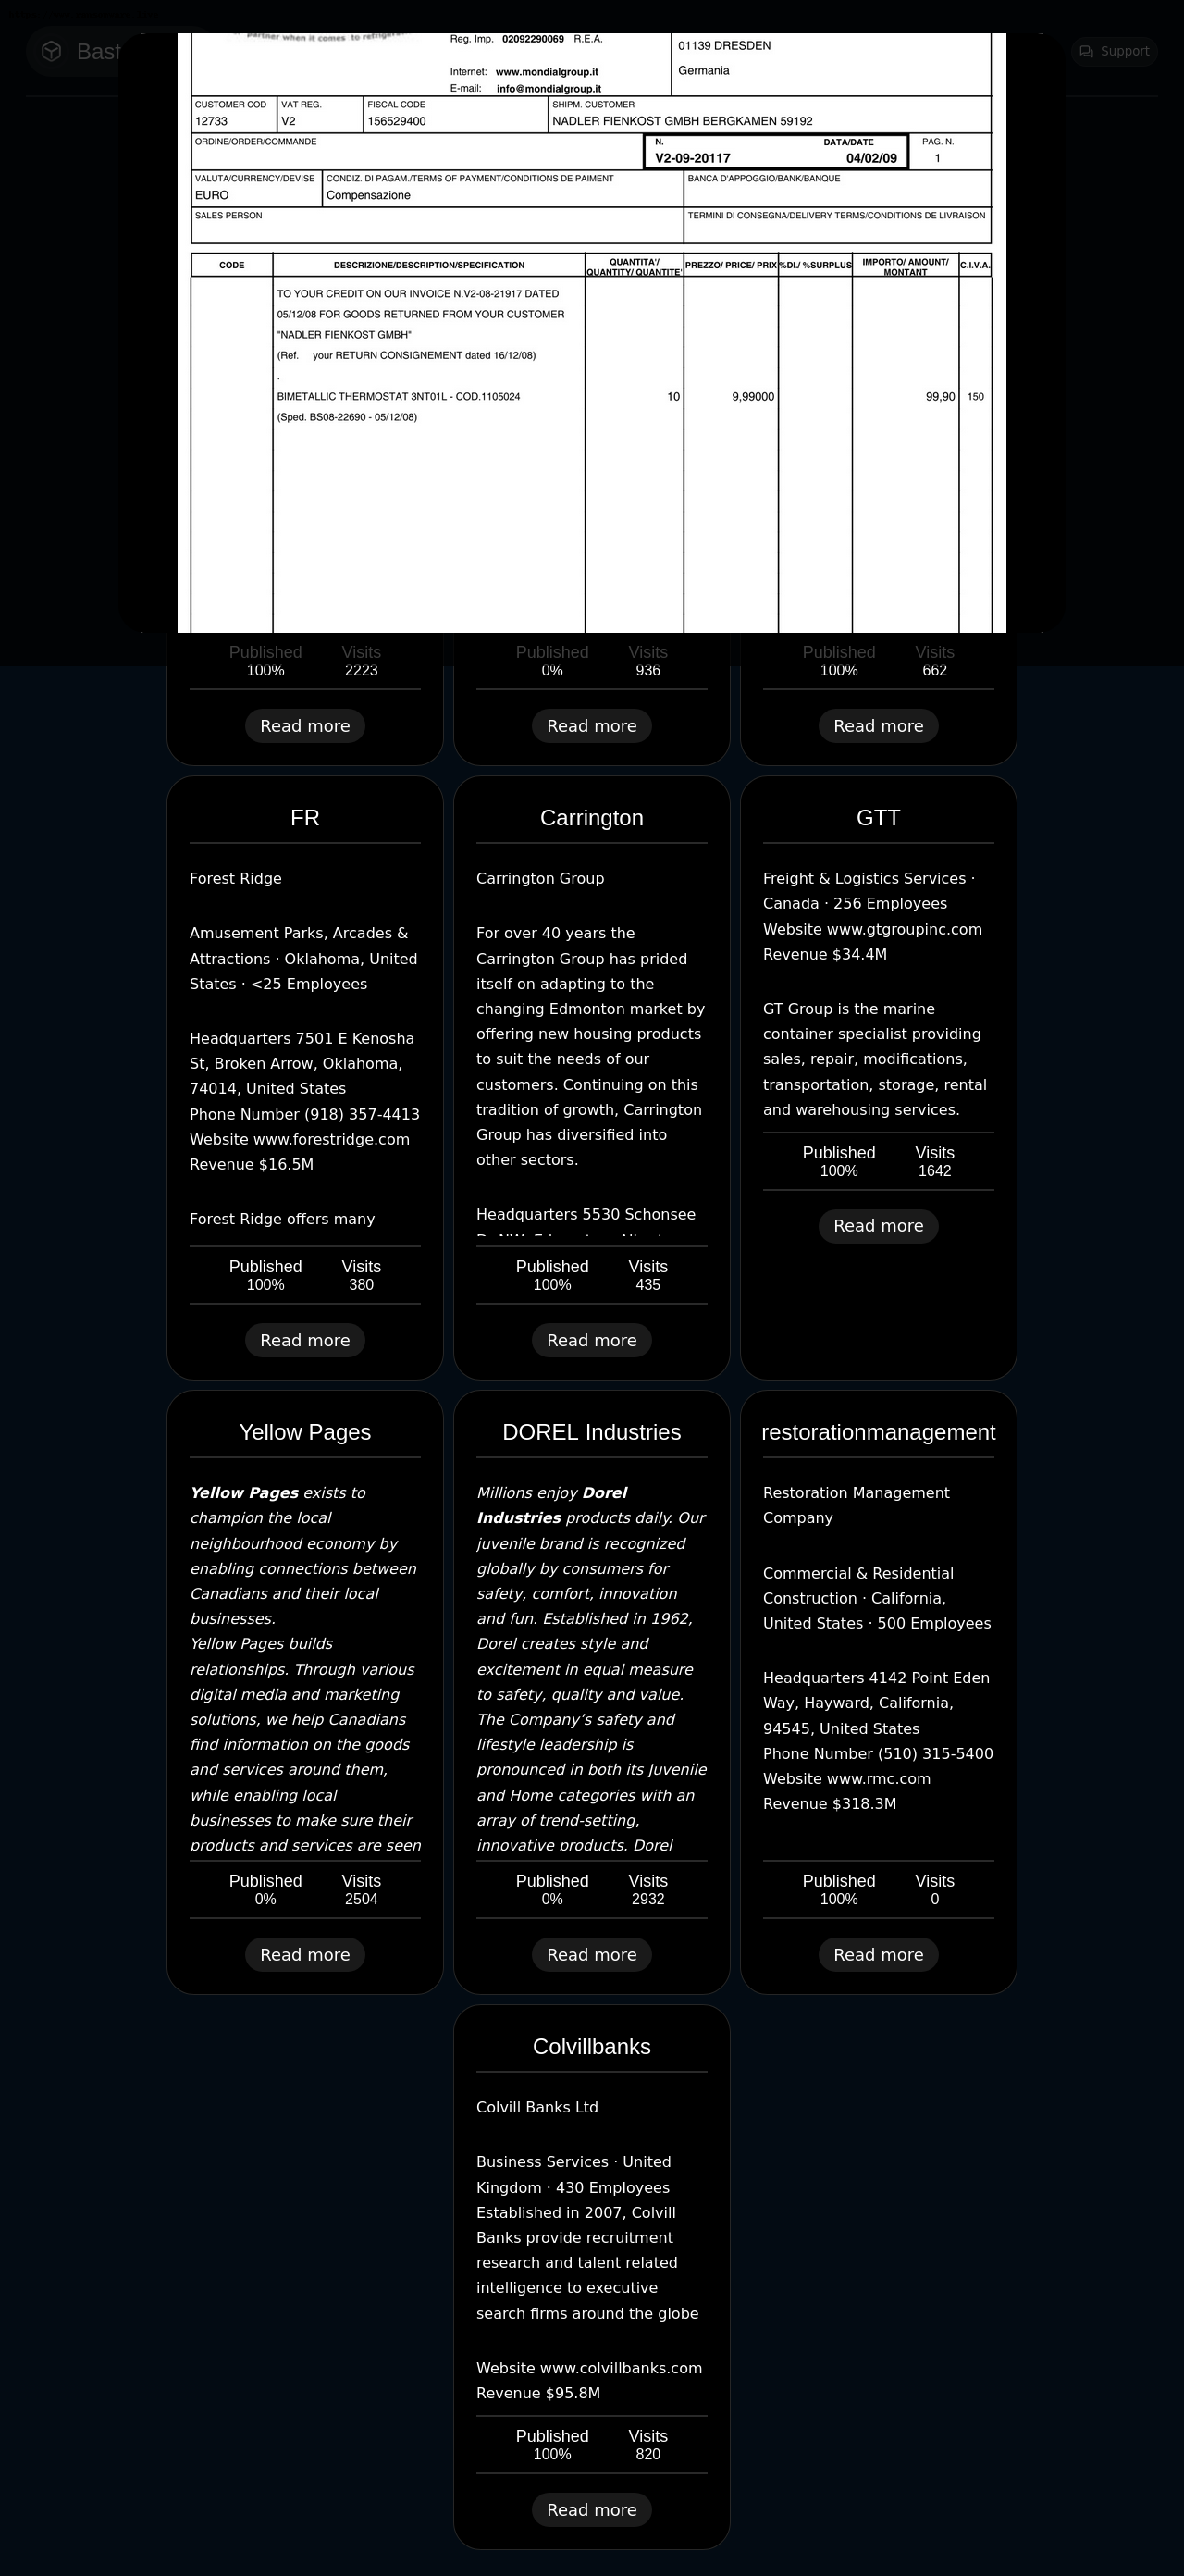 Bast
Support
partner when it comes to refriger
Reg. Imp. 02092290069 R.E.A.
01139 DRESDEN
Germania
Internet: www.mondialgroup.it
E-mail: info@mondialgroup.it
CUSTOMER COD VAT REG. FISCAL CODE SHIPM. CUSTOMER
12733 V2 156529400 NADLER FIENKOST GMBH BERGKAMEN 59192
ORDINE/ORDER/COMMANDE N. DATA/DATE PAG. N.
V2-09-20117 04/02/09 1
VALUTA/CURRENCY/DEVISE CONDIZ. DI PAGAM./TERMS OF PAYMENT/CONDITIONS DE PAIMENT BANCA D'APPOGGIO/BANK/BANQUE
EURO Compensazione
SALES PERSON TERMINI DI CONSEGNA/DELIVERY TERMS/CONDITIONS DE LIVRAISON
CODE DESCRIZIONE/DESCRIPTION/SPECIFICATION QUANTITA'/ QUANTITY/ QUANTITE' PREZZO/ PRICE/ PRIX %DI./ %SURPLUS IMPORTO/ AMOUNT/ MONTANT C.I.V.A.
TO YOUR CREDIT ON OUR INVOICE N.V2-08-21917 DATED
05/12/08 FOR GOODS RETURNED FROM YOUR CUSTOMER
"NADLER FIENKOST GMBH"
(Ref. your RETURN CONSIGNEMENT dated 16/12/08)
.
BIMETALLIC THERMOSTAT 3NT01L - COD.1105024 10 9,99000 99,90 150
(Sped. BS08-22690 - 05/12/08)
Published Visits
100% 2223
Read more
Published Visits
0% 936
Read more
Published Visits
100% 662
Read more
FR
Forest Ridge
Amusement Parks, Arcades &
Attractions · Oklahoma, United
States · <25 Employees
Headquarters 7501 E Kenosha
St, Broken Arrow, Oklahoma,
74014, United States
Phone Number (918) 357-4413
Website www.forestridge.com
Revenue $16.5M
Forest Ridge offers many
Published Visits
100% 380
Read more
Carrington
Carrington Group
For over 40 years the
Carrington Group has prided
itself on adapting to the
changing Edmonton market by
offering new housing products
to suit the needs of our
customers. Continuing on this
tradition of growth, Carrington
Group has diversified into
other sectors.
Headquarters 5530 Schonsee
Published Visits
100% 435
Read more
GTT
Freight & Logistics Services ·
Canada · 256 Employees
Website www.gtgroupinc.com
Revenue $34.4M
GT Group is the marine
container specialist providing
sales, repair, modifications,
transportation, storage, rental
and warehousing services.
Published Visits
100% 1642
Read more
Yellow Pages
Yellow Pages exists to
champion the local
neighbourhood economy by
enabling connections between
Canadians and their local
businesses.
Yellow Pages builds
relationships. Through various
digital media and marketing
solutions, we help Canadians
find information on the goods
and services around them,
while enabling local
businesses to make sure their
products and services are seen
Published Visits
0% 2504
Read more
DOREL Industries
Millions enjoy Dorel
Industries products daily. Our
juvenile brand is recognized
globally by consumers for
safety, comfort, innovation
and fun. Established in 1962,
Dorel creates style and
excitement in equal measure
to safety, quality and value.
The Company’s safety and
lifestyle leadership is
pronounced in both its Juvenile
and Home categories with an
array of trend-setting,
innovative products. Dorel
Published Visits
0% 2932
Read more
restorationmanagement
Restoration Management
Company
Commercial & Residential
Construction · California,
United States · 500 Employees
Headquarters 4142 Point Eden
Way, Hayward, California,
94545, United States
Phone Number (510) 315-5400
Website www.rmc.com
Revenue $318.3M
Published Visits
100% 0
Read more
Colvillbanks
Colvill Banks Ltd
Business Services · United
Kingdom · 430 Employees
Established in 2007, Colvill
Banks provide recruitment
research and talent related
intelligence to executive
search firms around the globe
Website www.colvillbanks.com
Revenue $95.8M
Published Visits
100% 820
Read more